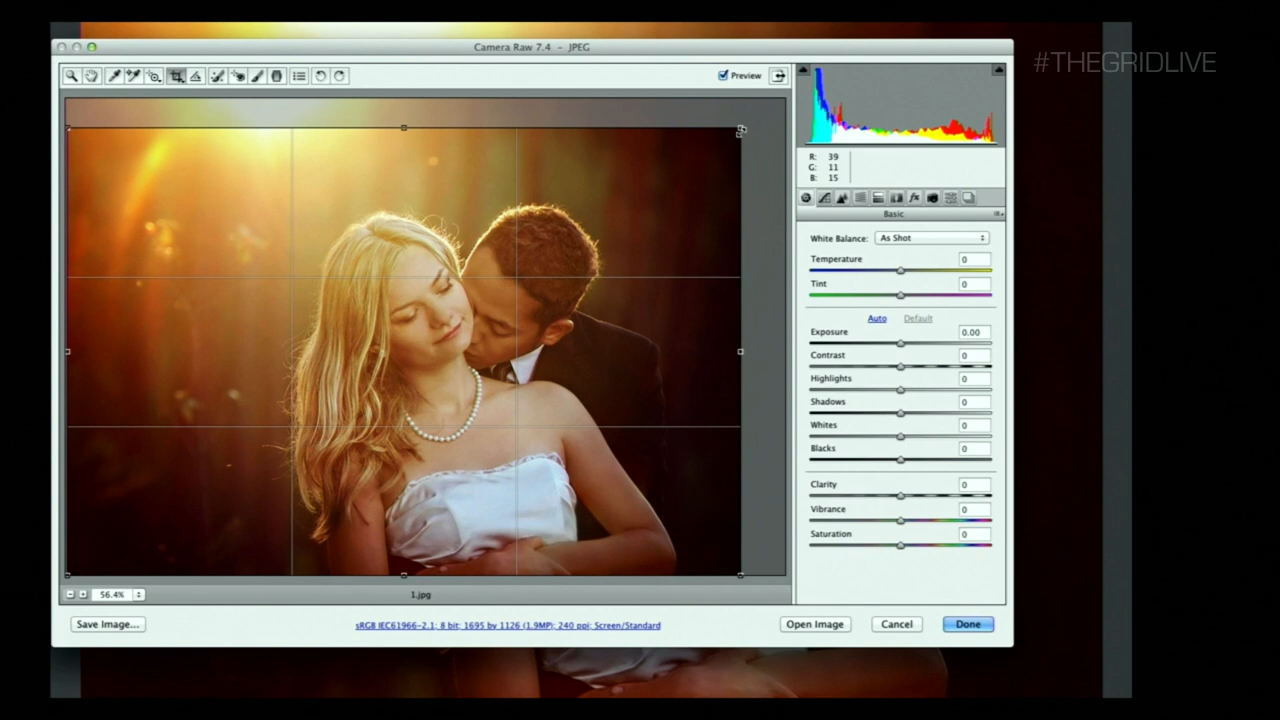 Camera Raw 7.4 – JPEG
#THEGRIDLIVE
Preview
R: 39
G: 11
B: 15
fx
Basic
White Balance: As Shot
Temperature 0
Tint 0
Auto Default
Exposure 0.00
Contrast 0
Highlights 0
Shadows 0
Whites 0
Blacks 0
Clarity 0
Vibrance 0
Saturation 0
56.4%
1.jpg
Save Image...
sRGB IEC61966-2.1; 8 bit; 1695 by 1126 (1.9MP); 240 ppi; Screen/Standard
Open Image
Cancel
Done